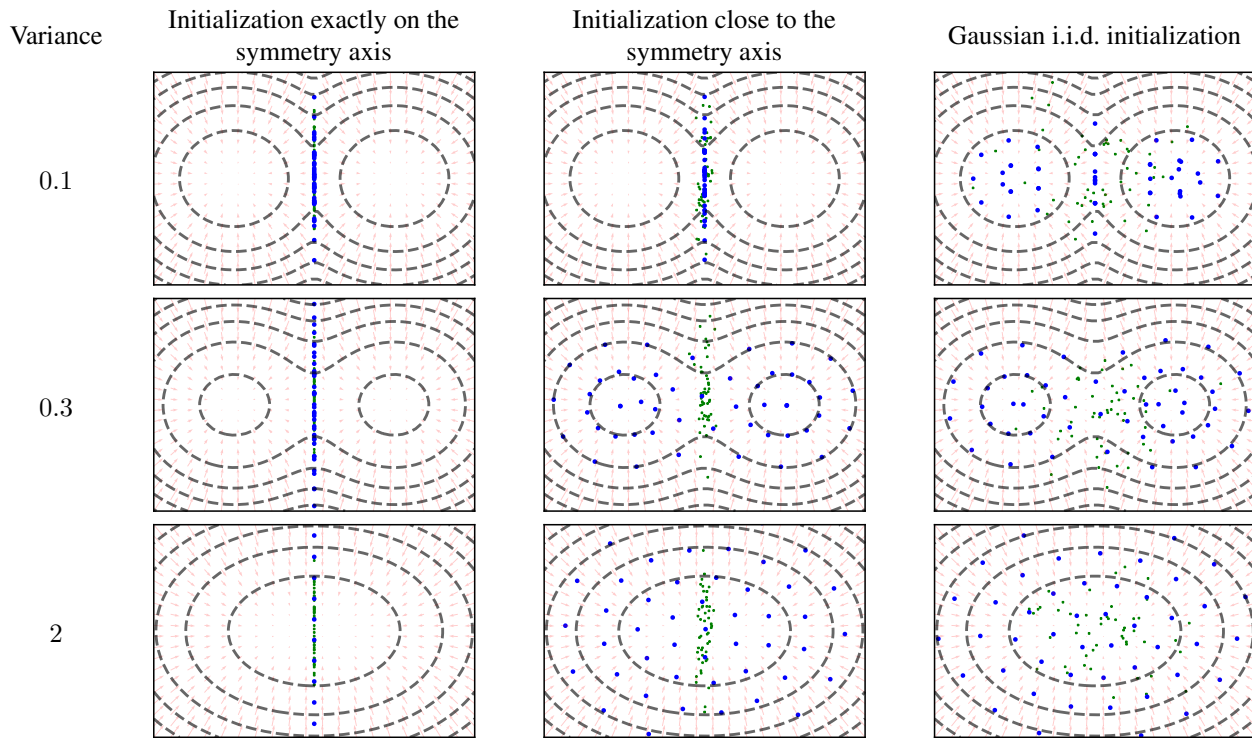 Variance
Initialization exactly on the
symmetry axis
Initialization close to the
symmetry axis
Gaussian i.i.d. initialization
0.1
0.3
2